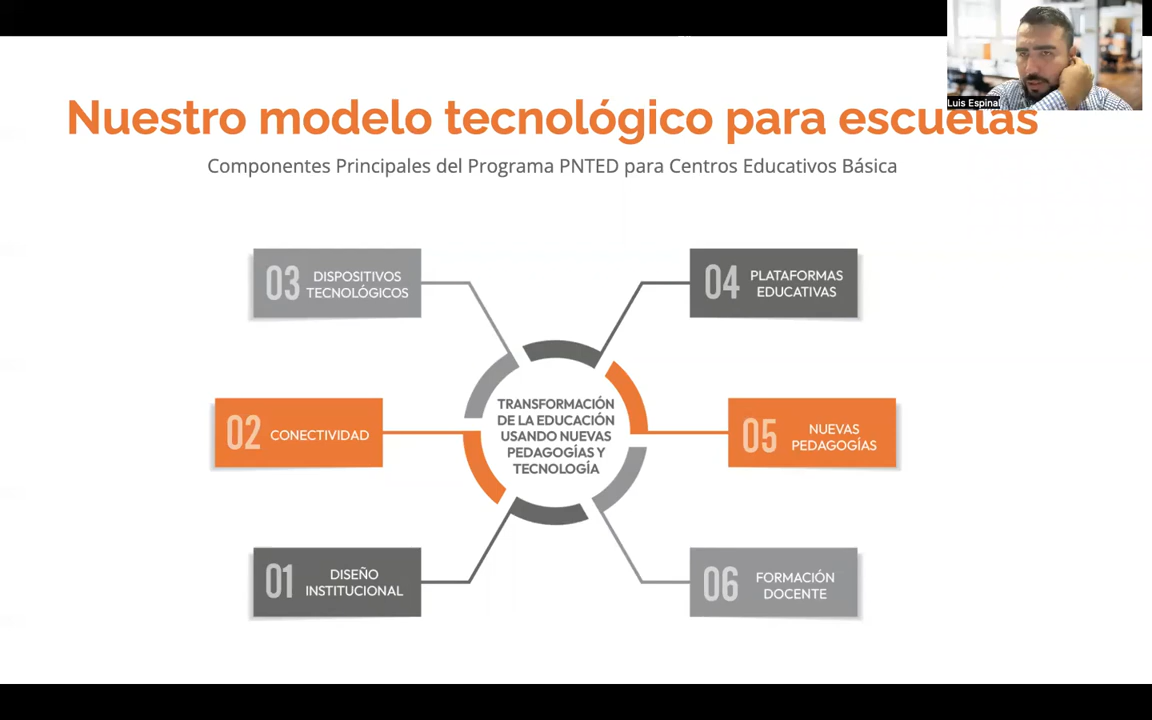 Luis Espinal
Nuestro modelo tecnológico para escuelas
Componentes Principales del Programa PNTED para Centros Educativos Básica
03
DISPOSITIVOS
TECNOLÓGICOS
04
PLATAFORMAS
EDUCATIVAS
02
CONECTIVIDAD
TRANSFORMACIÓN
DE LA EDUCACIÓN
USANDO NUEVAS
PEDAGOGÍAS Y
TECNOLOGÍA
05
NUEVAS
PEDAGOGÍAS
01
DISEÑO
INSTITUCIONAL
06
FORMACIÓN
DOCENTE